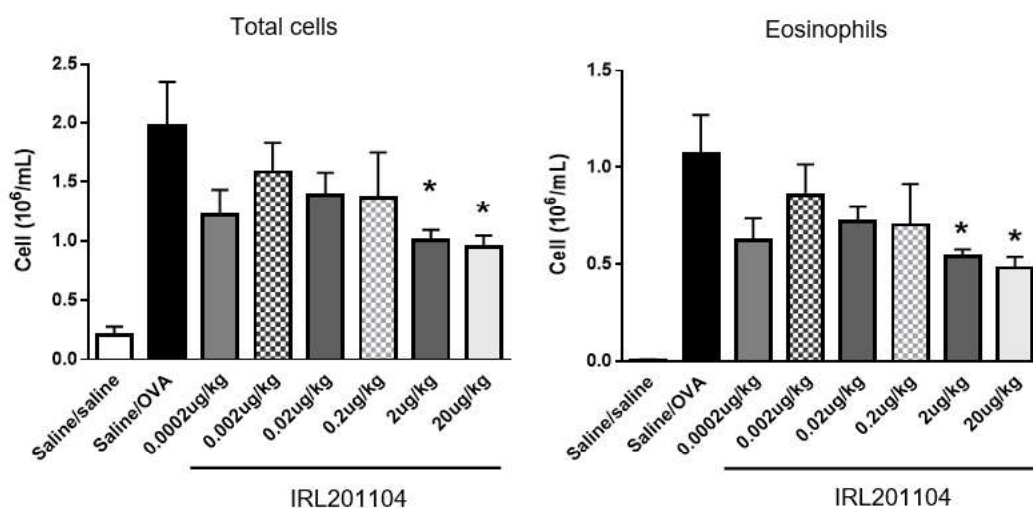 Total cells
Cell (10⁶/mL)
2.5
2.0
1.5
1.0
0.5
0.0
*
*
Saline/saline
Saline/OVA
0.0002ug/kg
0.002ug/kg
0.02ug/kg
0.2ug/kg
2ug/kg
20ug/kg
IRL201104
Eosinophils
Cell (10⁶/mL)
1.5
1.0
0.5
0.0
*
*
Saline/saline
Saline/OVA
0.0002ug/kg
0.002ug/kg
0.02ug/kg
0.2ug/kg
2ug/kg
20ug/kg
IRL201104